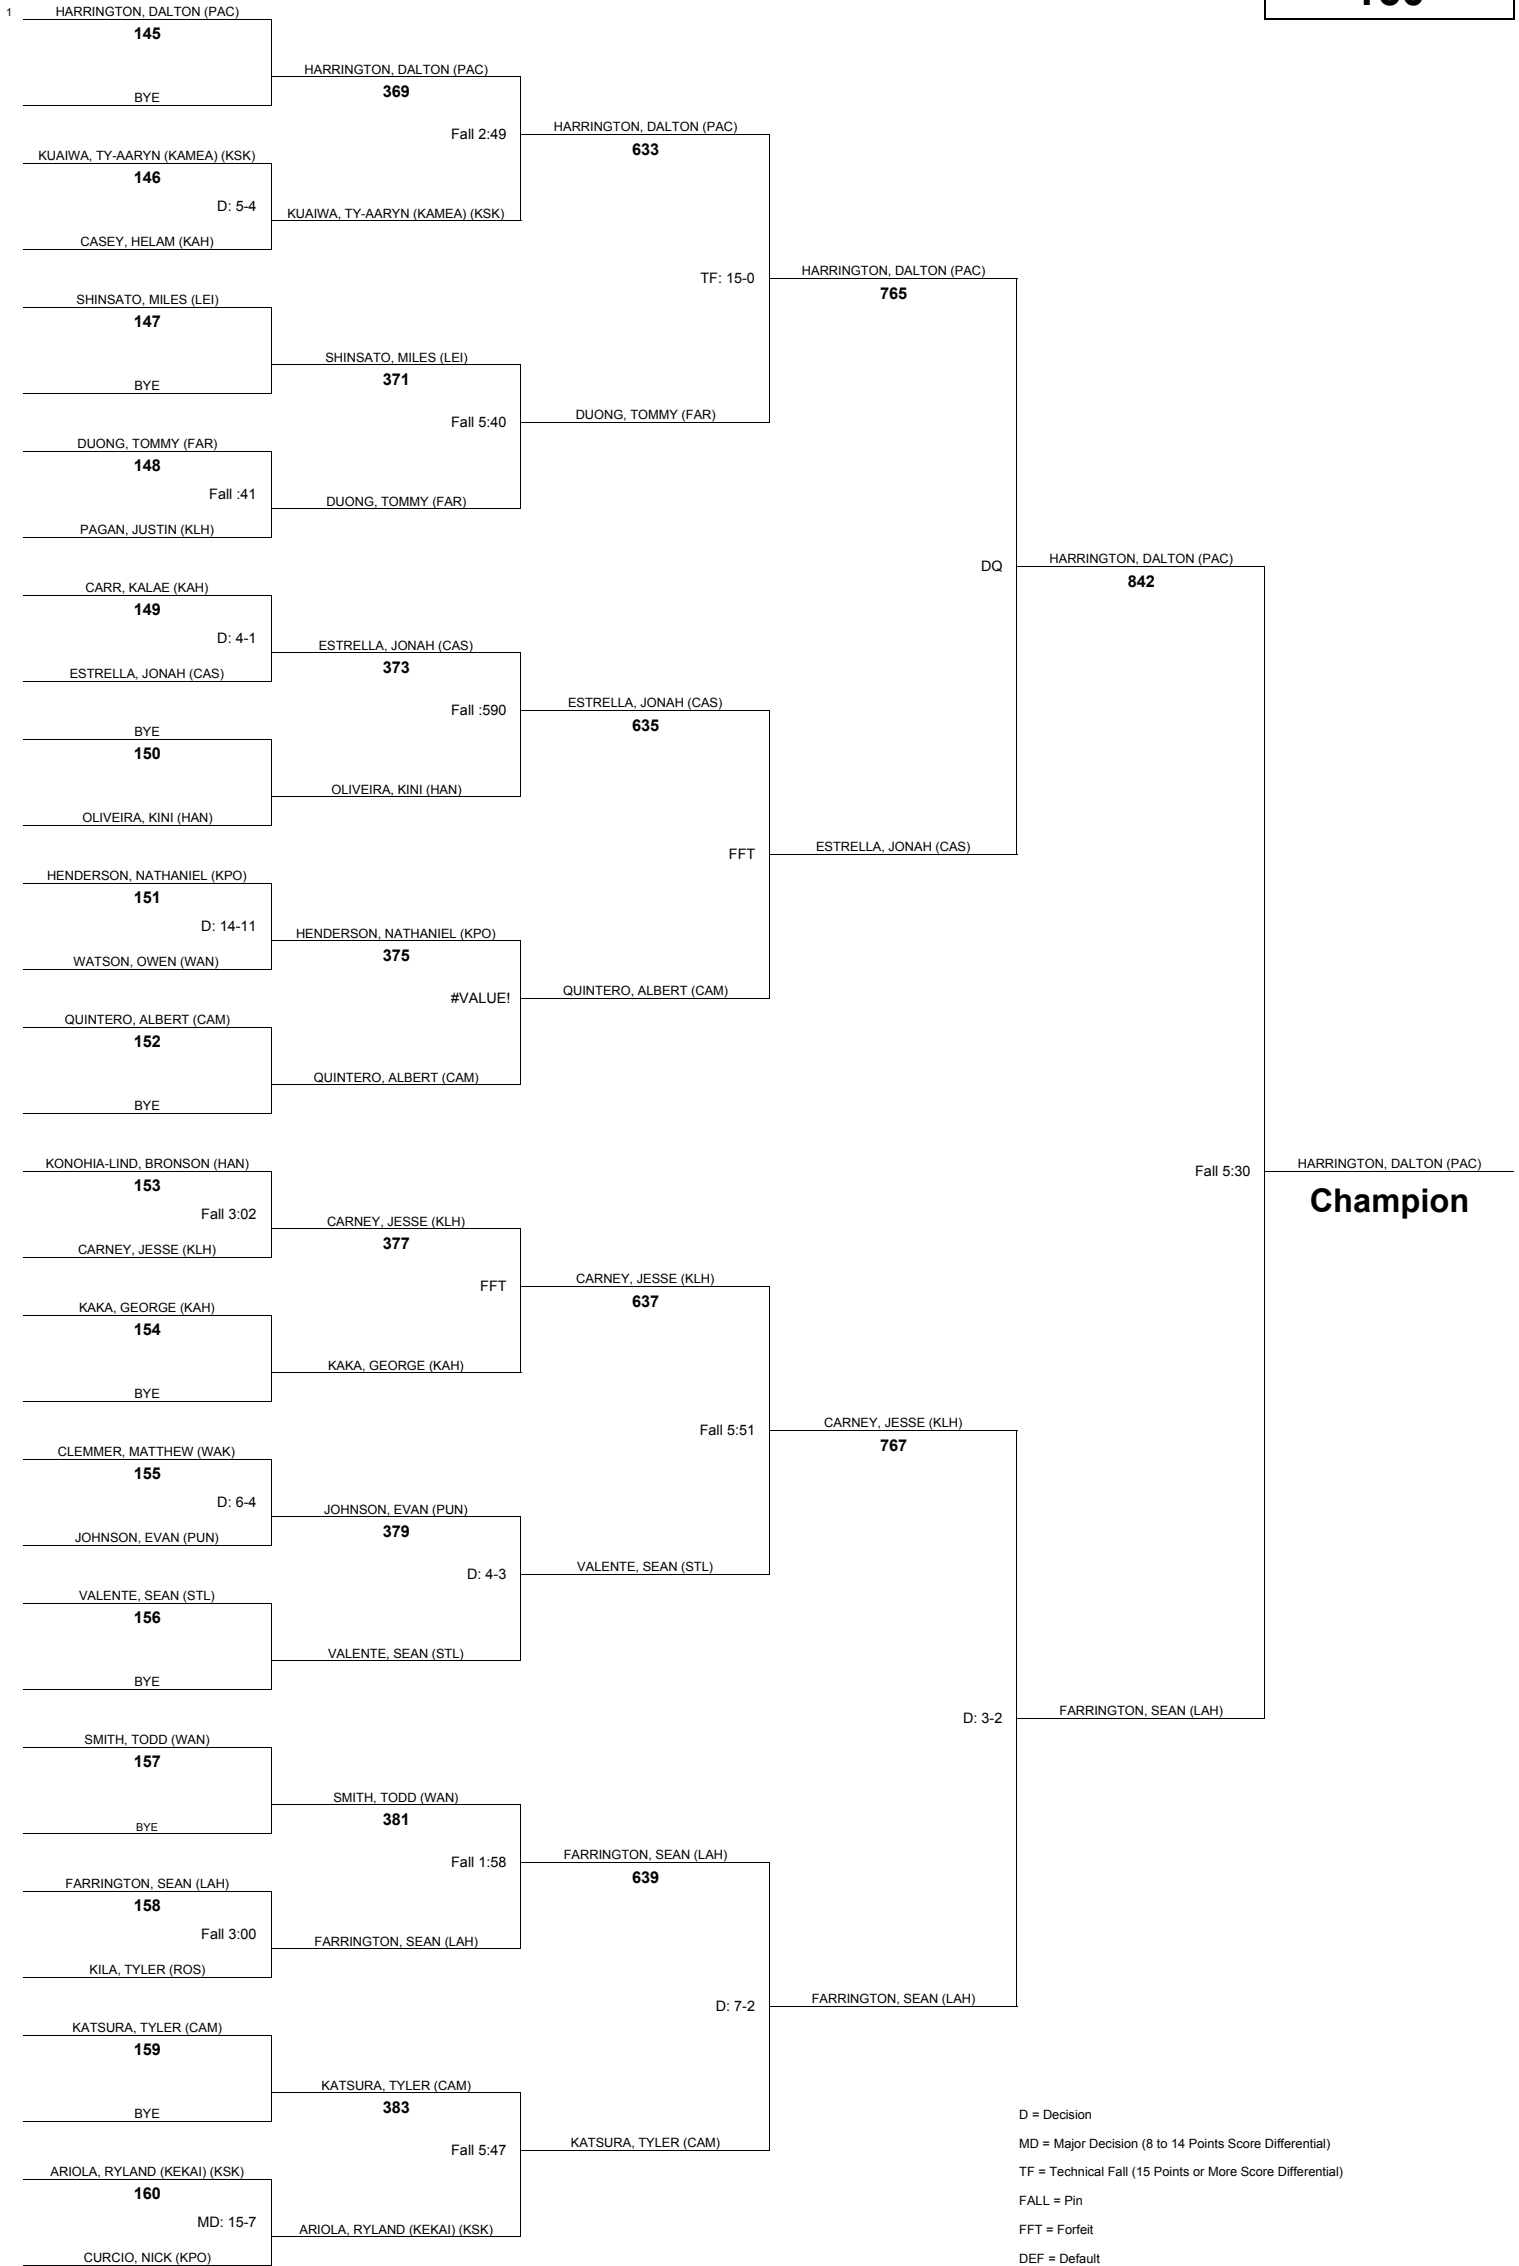 1
HARRINGTON, DALTON (PAC)
145
HARRINGTON, DALTON (PAC)
BYE
369
Fall 2:49
HARRINGTON, DALTON (PAC)
KUAIWA, TY-AARYN (KAMEA) (KSK)
633
146
D: 5-4
KUAIWA, TY-AARYN (KAMEA) (KSK)
CASEY, HELAM (KAH)
TF: 15-0
HARRINGTON, DALTON (PAC)
SHINSATO, MILES (LEI)
765
147
SHINSATO, MILES (LEI)
BYE
371
Fall 5:40
DUONG, TOMMY (FAR)
DUONG, TOMMY (FAR)
148
Fall :41
DUONG, TOMMY (FAR)
PAGAN, JUSTIN (KLH)
DQ
HARRINGTON, DALTON (PAC)
CARR, KALAE (KAH)
842
149
D: 4-1
ESTRELLA, JONAH (CAS)
ESTRELLA, JONAH (CAS)
373
Fall :590
ESTRELLA, JONAH (CAS)
BYE
635
150
OLIVEIRA, KINI (HAN)
OLIVEIRA, KINI (HAN)
FFT
ESTRELLA, JONAH (CAS)
HENDERSON, NATHANIEL (KPO)
151
D: 14-11
HENDERSON, NATHANIEL (KPO)
WATSON, OWEN (WAN)
375
#VALUE!
QUINTERO, ALBERT (CAM)
QUINTERO, ALBERT (CAM)
152
QUINTERO, ALBERT (CAM)
BYE
KONOHIA-LIND, BRONSON (HAN)
Fall 5:30
HARRINGTON, DALTON (PAC)
153
Champion
Fall 3:02
CARNEY, JESSE (KLH)
CARNEY, JESSE (KLH)
377
FFT
CARNEY, JESSE (KLH)
KAKA, GEORGE (KAH)
637
154
KAKA, GEORGE (KAH)
BYE
Fall 5:51
CARNEY, JESSE (KLH)
CLEMMER, MATTHEW (WAK)
767
155
D: 6-4
JOHNSON, EVAN (PUN)
JOHNSON, EVAN (PUN)
379
D: 4-3
VALENTE, SEAN (STL)
VALENTE, SEAN (STL)
156
VALENTE, SEAN (STL)
BYE
D: 3-2
FARRINGTON, SEAN (LAH)
SMITH, TODD (WAN)
157
SMITH, TODD (WAN)
BYE
381
Fall 1:58
FARRINGTON, SEAN (LAH)
FARRINGTON, SEAN (LAH)
639
158
Fall 3:00
FARRINGTON, SEAN (LAH)
KILA, TYLER (ROS)
D: 7-2
FARRINGTON, SEAN (LAH)
KATSURA, TYLER (CAM)
159
KATSURA, TYLER (CAM)
BYE
383
Fall 5:47
KATSURA, TYLER (CAM)
ARIOLA, RYLAND (KEKAI) (KSK)
160
MD: 15-7
ARIOLA, RYLAND (KEKAI) (KSK)
CURCIO, NICK (KPO)
D = Decision
MD = Major Decision (8 to 14 Points Score Differential)
TF = Technical Fall (15 Points or More Score Differential)
FALL = Pin
FFT = Forfeit
DEF = Default